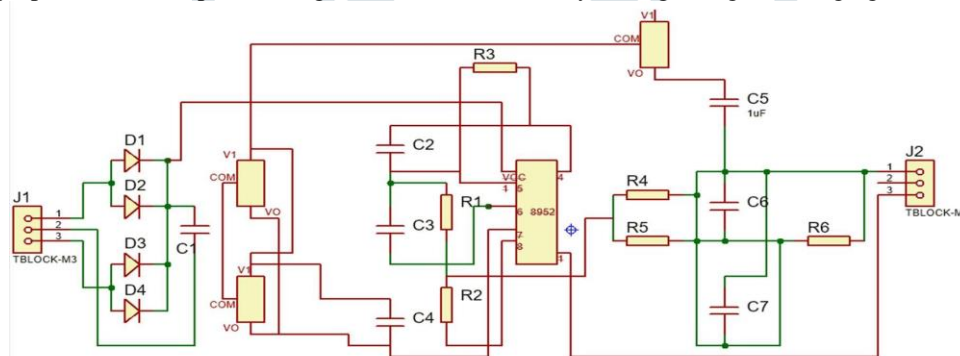 V1
COM
VO
R3
C5
1uF
D1
V1
C2
J2
D2
COM
VCC
5
4
1
1
R4
2
J1
VO
R1
6
8952
C6
3
1
C3
7
R5
R6
TBLOCK-M
2
D3
C1
8
3
V1
1
TBLOCK-M3
D4
COM
R2
C7
VO
C4